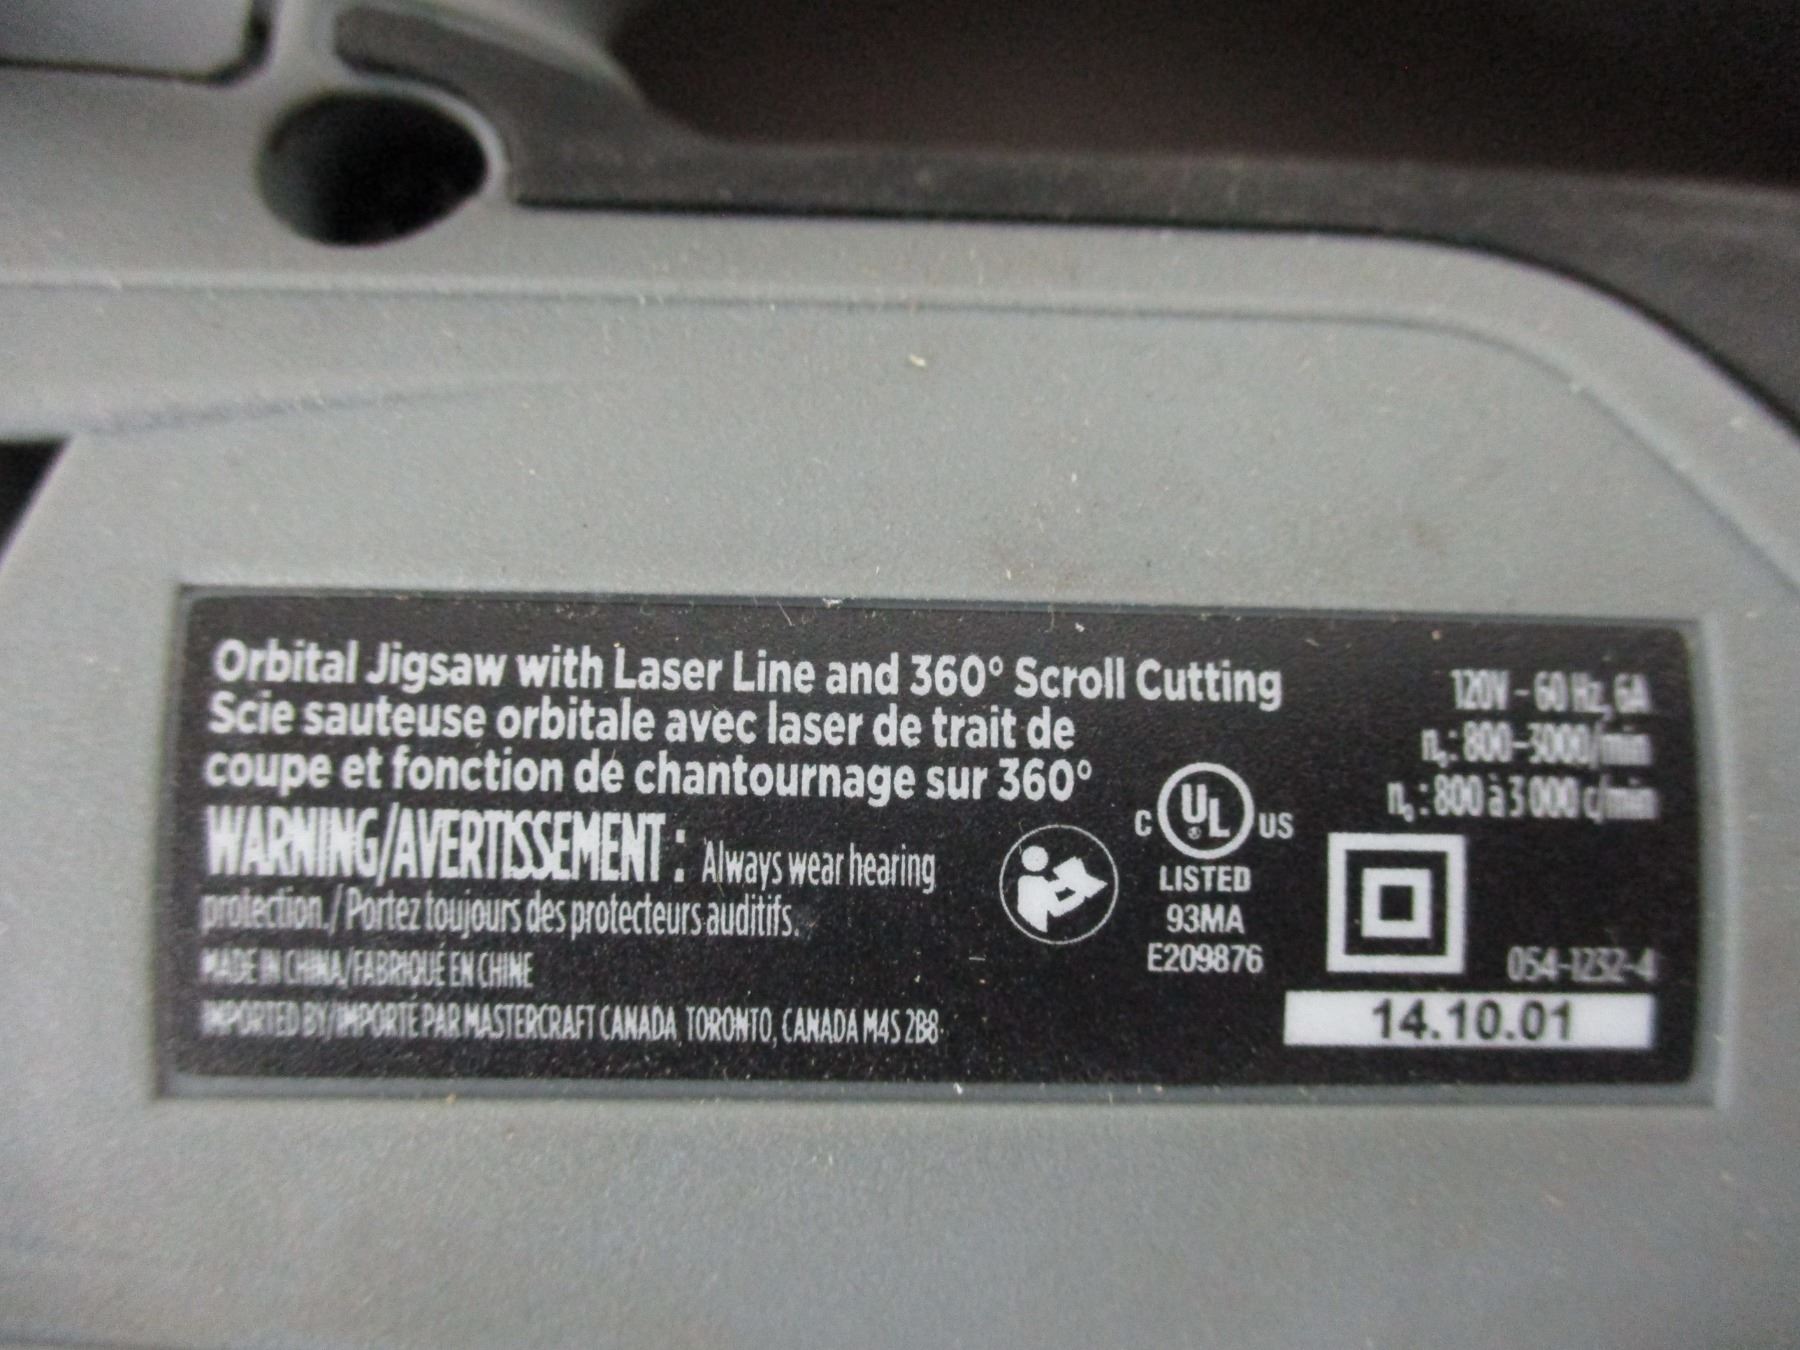 Orbital Jigsaw with Laser Line and 360° Scroll Cutting
Scie sauteuse orbitale avec laser de trait de
coupe et fonction de chantournage sur 360°
WARNING/AVERTISSEMENT : Always wear hearing
protection./Portez toujours des protecteurs auditifs.
MADE IN CHINA/FABRIQUÉ EN CHINE
IMPORTED BY/IMPORTÉ PAR MASTERCRAFT CANADA, TORONTO, CANADA M4S 2B8
C UL ® US
LISTED
93MA
E209876
120V ~ 60 Hz, 6A
n₀: 800–3000/min
n₀ : 800 à 3 000 c/min
054-1232-4
14.10.01